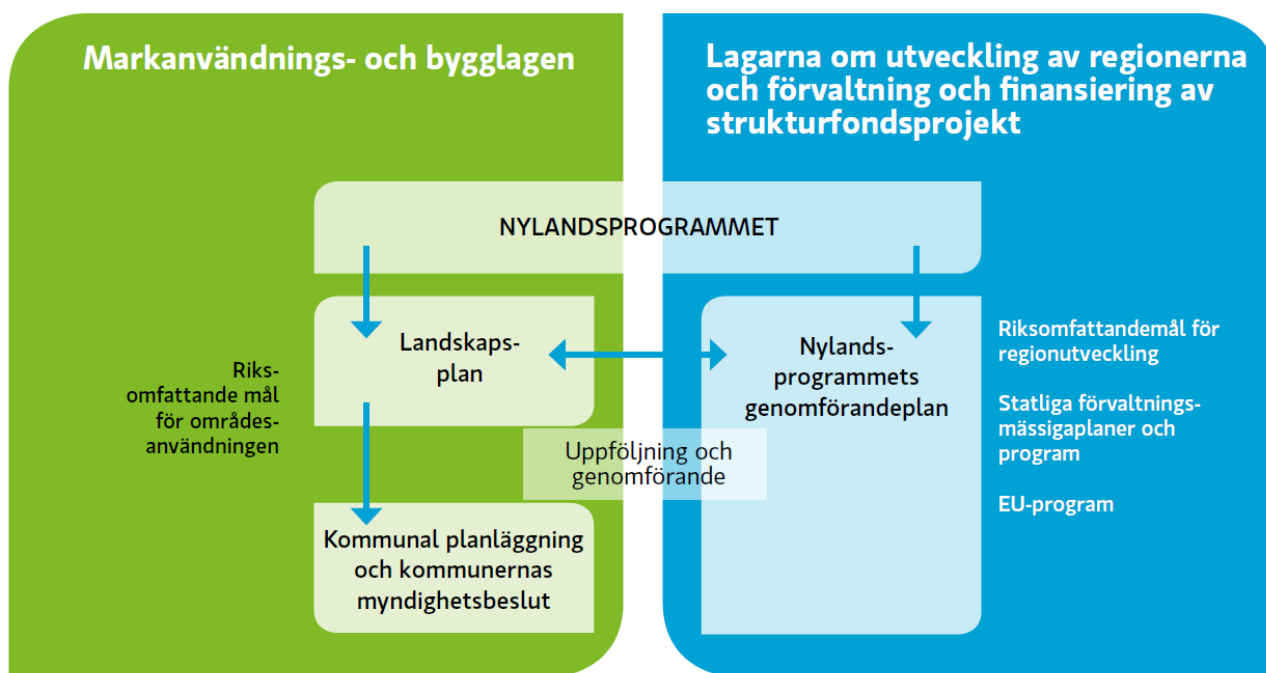 Markanvändnings- och bygglagen
Lagarna om utveckling av regionerna
och förvaltning och finansiering av
strukturfondsprojekt
NYLANDSPROGRAMMET
Landskaps-
plan
Nylands-
programmets
genomförandeplan
Riks-
omfattande mål
för områdes-
användningen
Uppföljning och
genomförande
Kommunal planläggning
och kommunernas
myndighetsbeslut
Riksomfattandemål för
regionutveckling
Statliga förvaltnings-
mässigaplaner och
program
EU-program